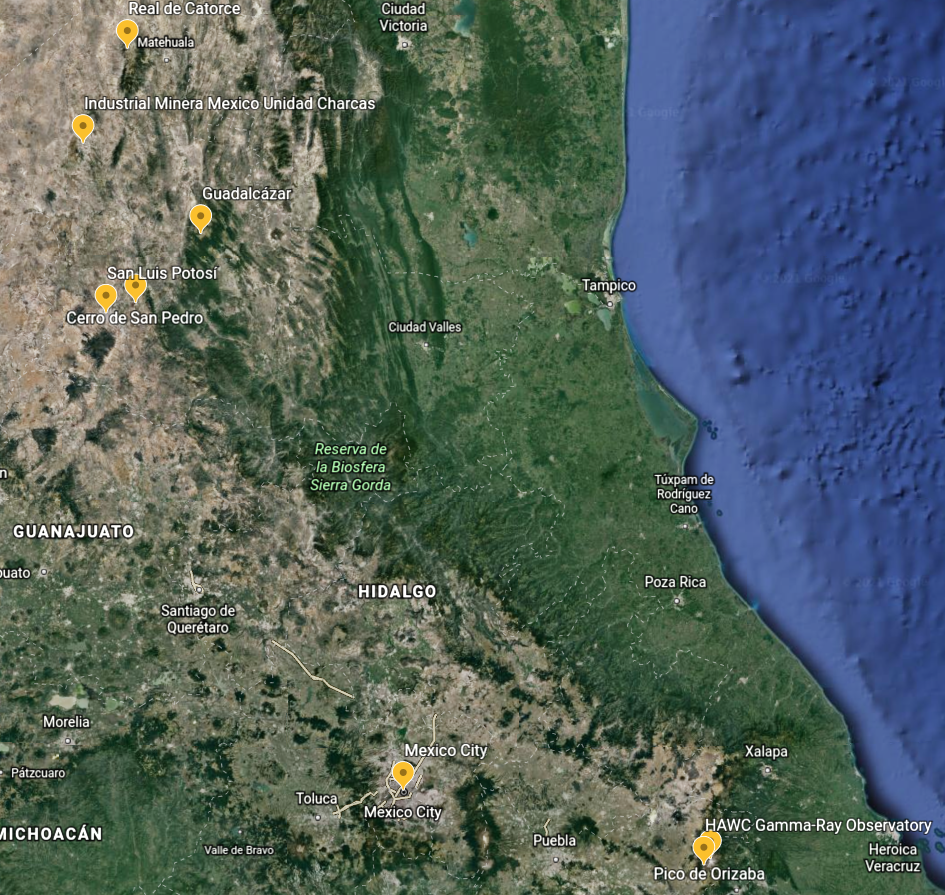 Real de Catorce
Ciudad
Victoria
Matehuala
Industrial Minera Mexico Unidad Charcas
Guadalcázar
San Luis Potosí
Tampico
Cerro de San Pedro
Ciudad Valles
Reserva de
la Biosfera
Sierra Gorda
n
Túxpam de
Rodríguez
Cano
GUANAJUATO
uato
Poza Rica
HIDALGO
Santiago de
Querétaro
Morelia
Mexico City
Xalapa
Pátzcuaro
Toluca
Mexico City
HAWC Gamma-Ray Observatory
MICHOACÁN
Puebla
Valle de Bravo
Heroica
Veracruz
Pico de Orizaba